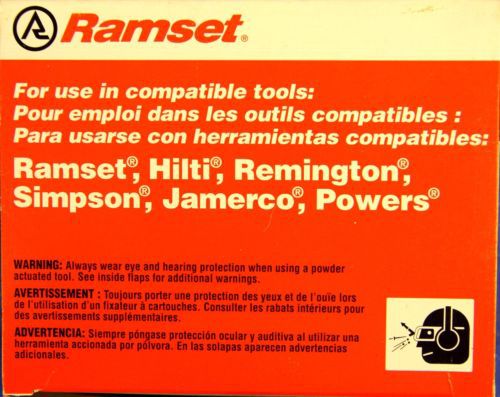 R Ramset®
For use in compatible tools:
Pour emploi dans les outils compatibles :
Para usarse con herramientas compatibles:
Ramset®, Hilti®, Remington®,
Simpson®, Jamerco®, Powers®
WARNING: Always wear eye and hearing protection when using a powder
actuated tool. See inside flaps for additional warnings.
AVERTISSEMENT : Toujours porter une protection des yeux et de l'ouïe lors
de l'utilisation d'un fixateur à cartouches. Consulter les rabats intérieurs pour
des avertissements supplémentaires.
ADVERTENCIA: Siempre póngase protección ocular y auditiva al utilizar una
herramienta accionada por pólvora. En las solapas aparecen advertencias
adicionales.